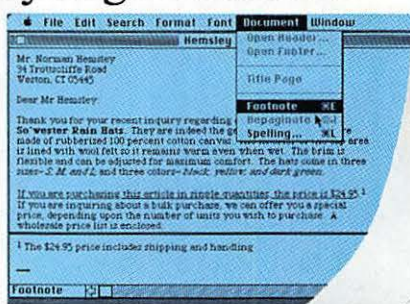 File Edit Search Format Font Document Window
Hemsley
Open Header...
Open Footer...
Title Page
Footnote ⌘E
Repaginate ⌘J
Spelling... ⌘L
Mr. Norman Hemsley
94 Trottscliffe Road
Weston, CT 05445
Dear Mr Hemsley:
Thank you for your recent inquiry regarding
So'wester Rain Hats. They are indeed the ge
made of rubberized 100 percent cotton canvas. area
is lined with wool felt so it remains warm even when wet. The brim is
flexible and can be adjusted for maximum comfort. The hats come in three
sizes- S, M, and L, and three colors- black, yellow, and dark green.
If you are purchasing this article in single quantities, the price is $24.95.1
If you are inquiring about a bulk purchase, we can offer you a special
price, depending upon the number of units you wish to purchase. A
wholesale price list is enclosed.
1 The $24.95 price includes shipping and handling
Footnote